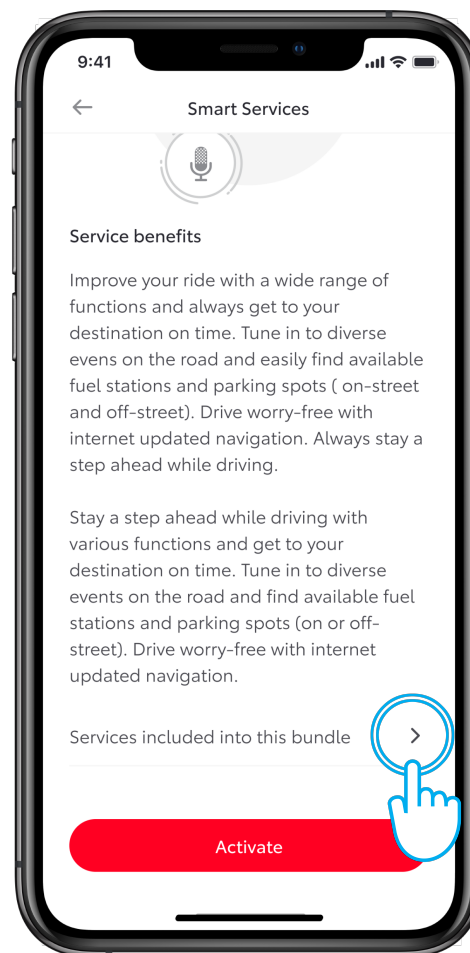 9:41
Smart Services
Service benefits
Improve your ride with a wide range of
functions and always get to your
destination on time. Tune in to diverse
evens on the road and easily find available
fuel stations and parking spots ( on-street
and off-street). Drive worry-free with
internet updated navigation. Always stay a
step ahead while driving.
Stay a step ahead while driving with
various functions and get to your
destination on time. Tune in to diverse
events on the road and find available fuel
stations and parking spots (on or off-
street). Drive worry-free with internet
updated navigation.
Services included into this bundle
Activate